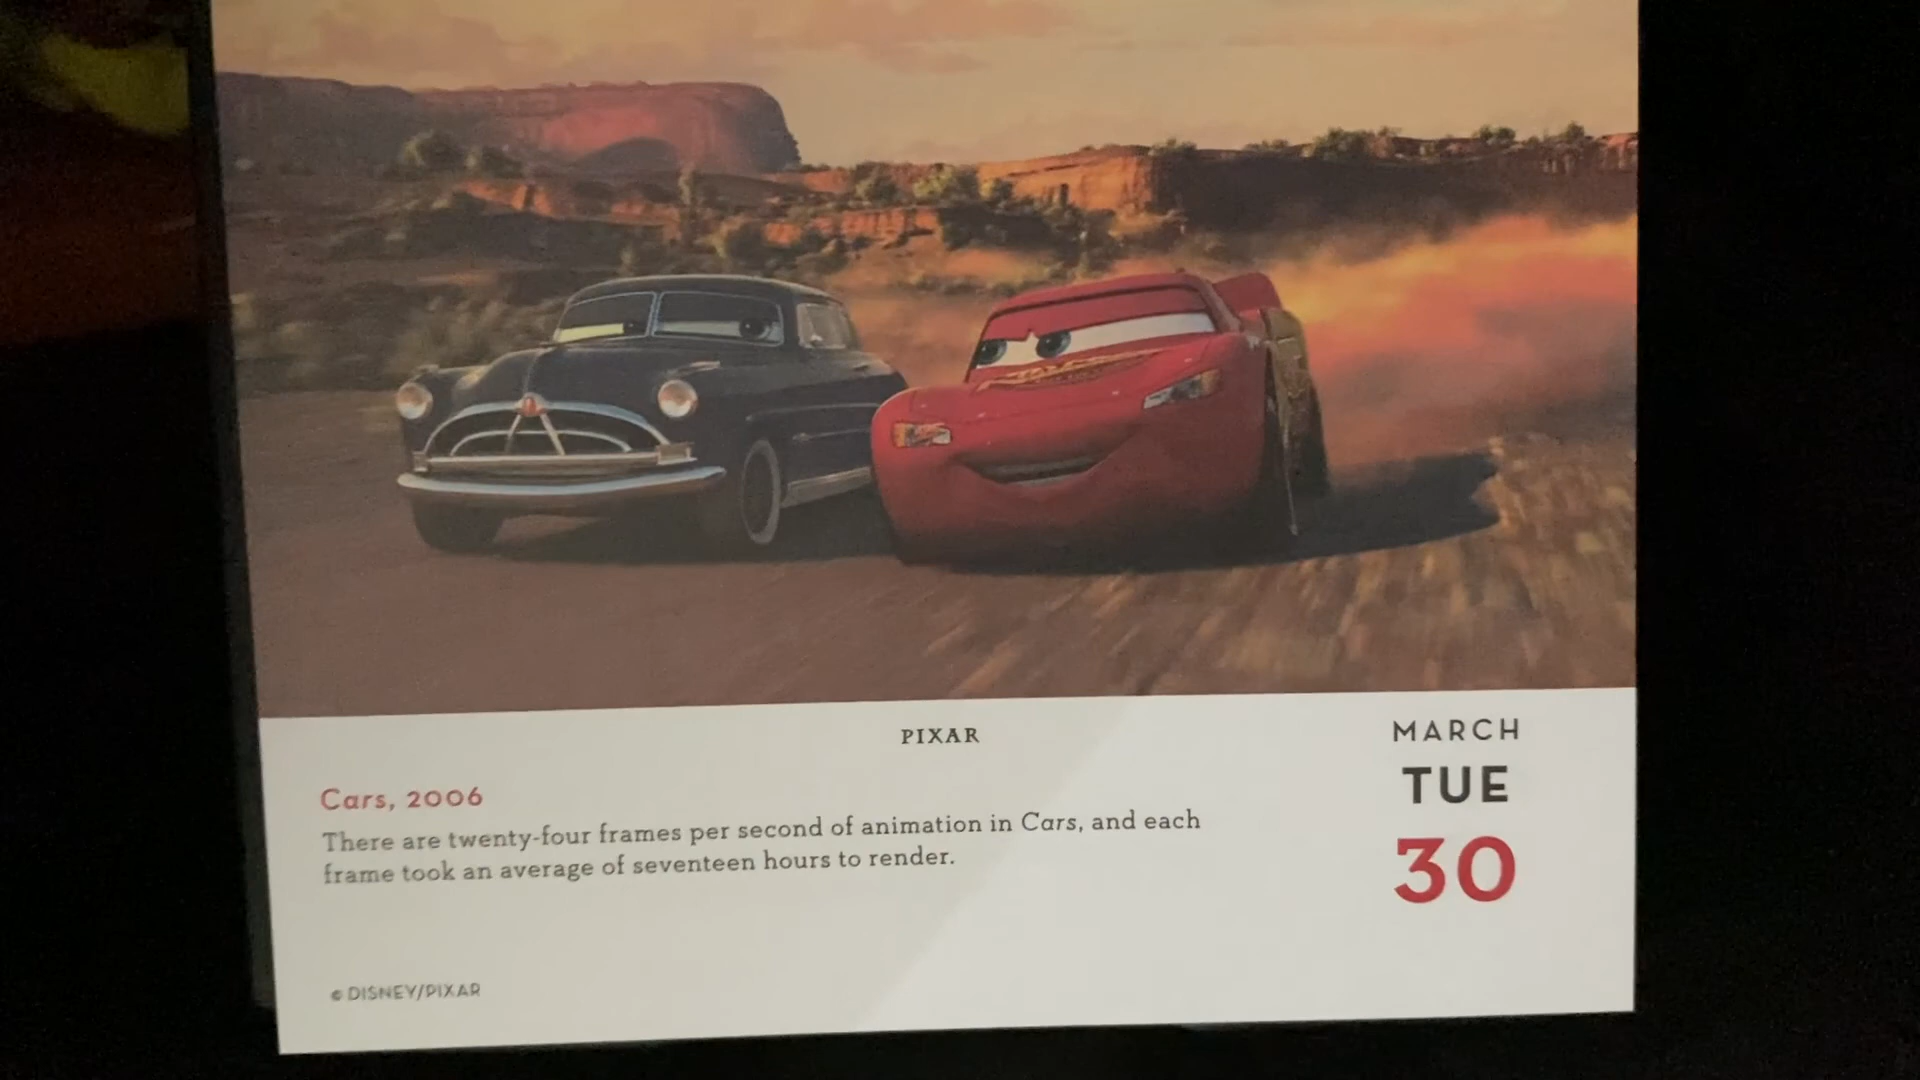 PIXAR
MARCH
TUE
30
Cars, 2006
There are twenty-four frames per second of animation in Cars, and each
frame took an average of seventeen hours to render.
© DISNEY/PIXAR